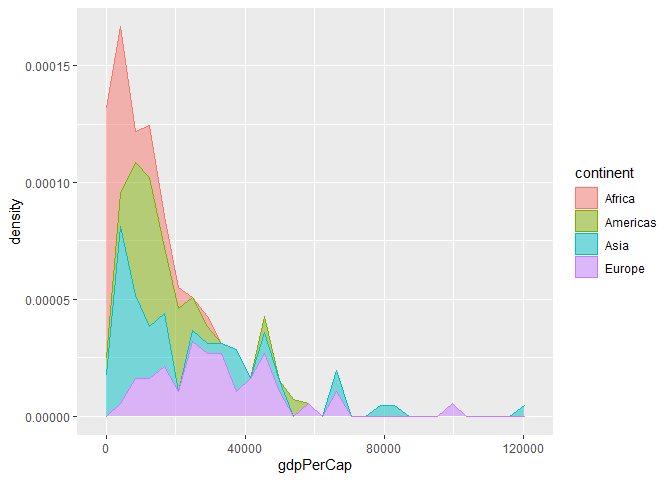 0.00015
0.00010
0.00005
0.00000
density
0
40000
80000
120000
gdpPerCap
continent
Africa
Americas
Asia
Europe